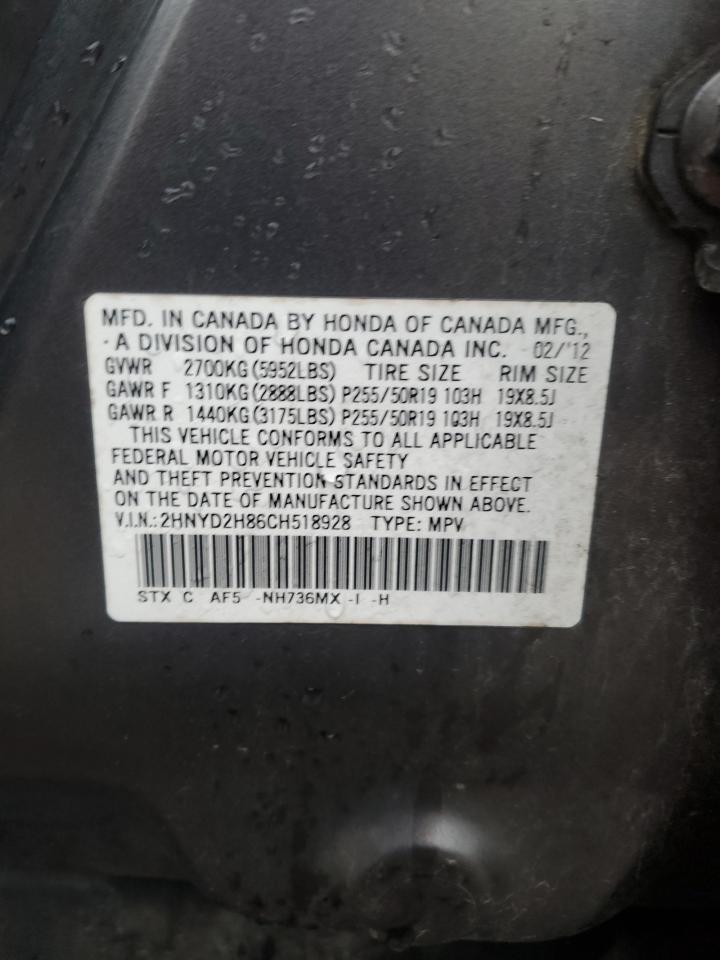 MFD. IN CANADA BY HONDA OF CANADA MFG.,
A DIVISION OF HONDA CANADA INC. 02/'12
GVWR 2700KG(5952LBS) TIRE SIZE RIM SIZE
GAWR F 1310KG(2888LBS) P255/50R19 103H 19X8.5J
GAWR R 1440KG(3175LBS) P255/50R19 103H 19X8.5J
THIS VEHICLE CONFORMS TO ALL APPLICABLE
FEDERAL MOTOR VEHICLE SAFETY
AND THEFT PREVENTION STANDARDS IN EFFECT
ON THE DATE OF MANUFACTURE SHOWN ABOVE.
V.I.N.: 2HNYD2H86CH518928 TYPE: MPV
STX C AF5 -NH736MX -I -H